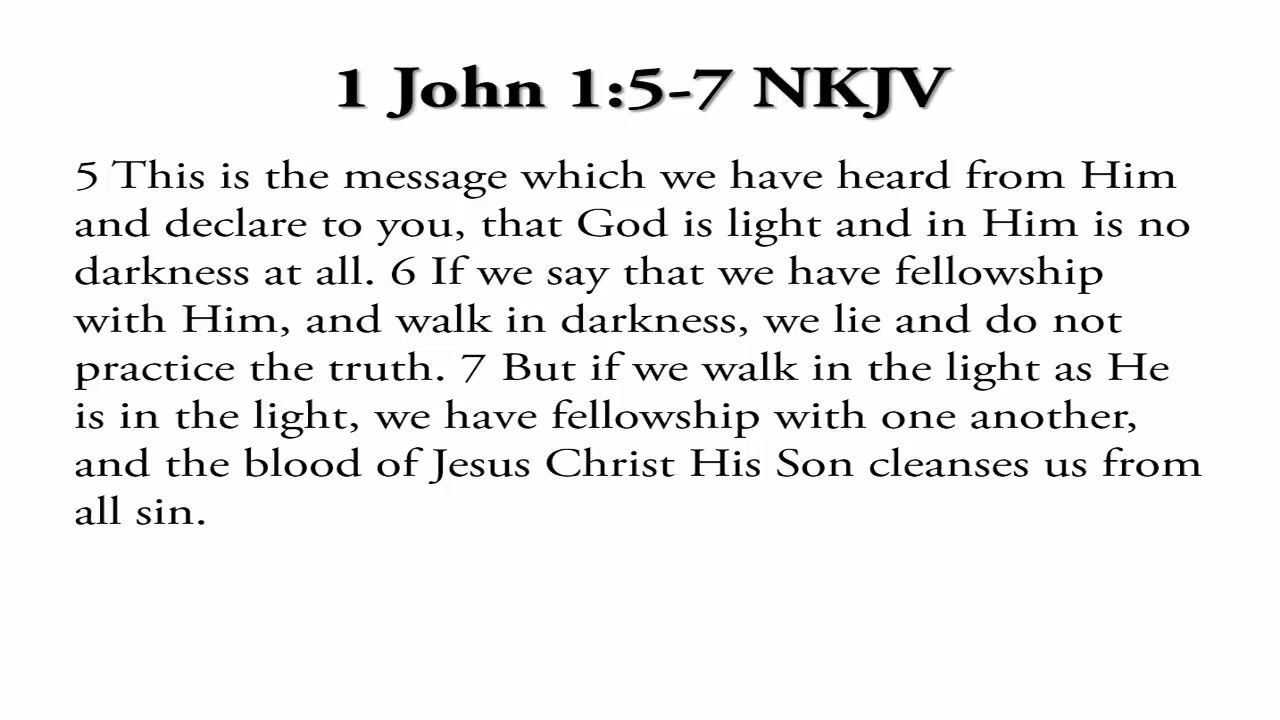 1 John 1:5-7 NKJV
5 This is the message which we have heard from Him
and declare to you, that God is light and in Him is no
darkness at all. 6 If we say that we have fellowship
with Him, and walk in darkness, we lie and do not
practice the truth. 7 But if we walk in the light as He
is in the light, we have fellowship with one another,
and the blood of Jesus Christ His Son cleanses us from
all sin.